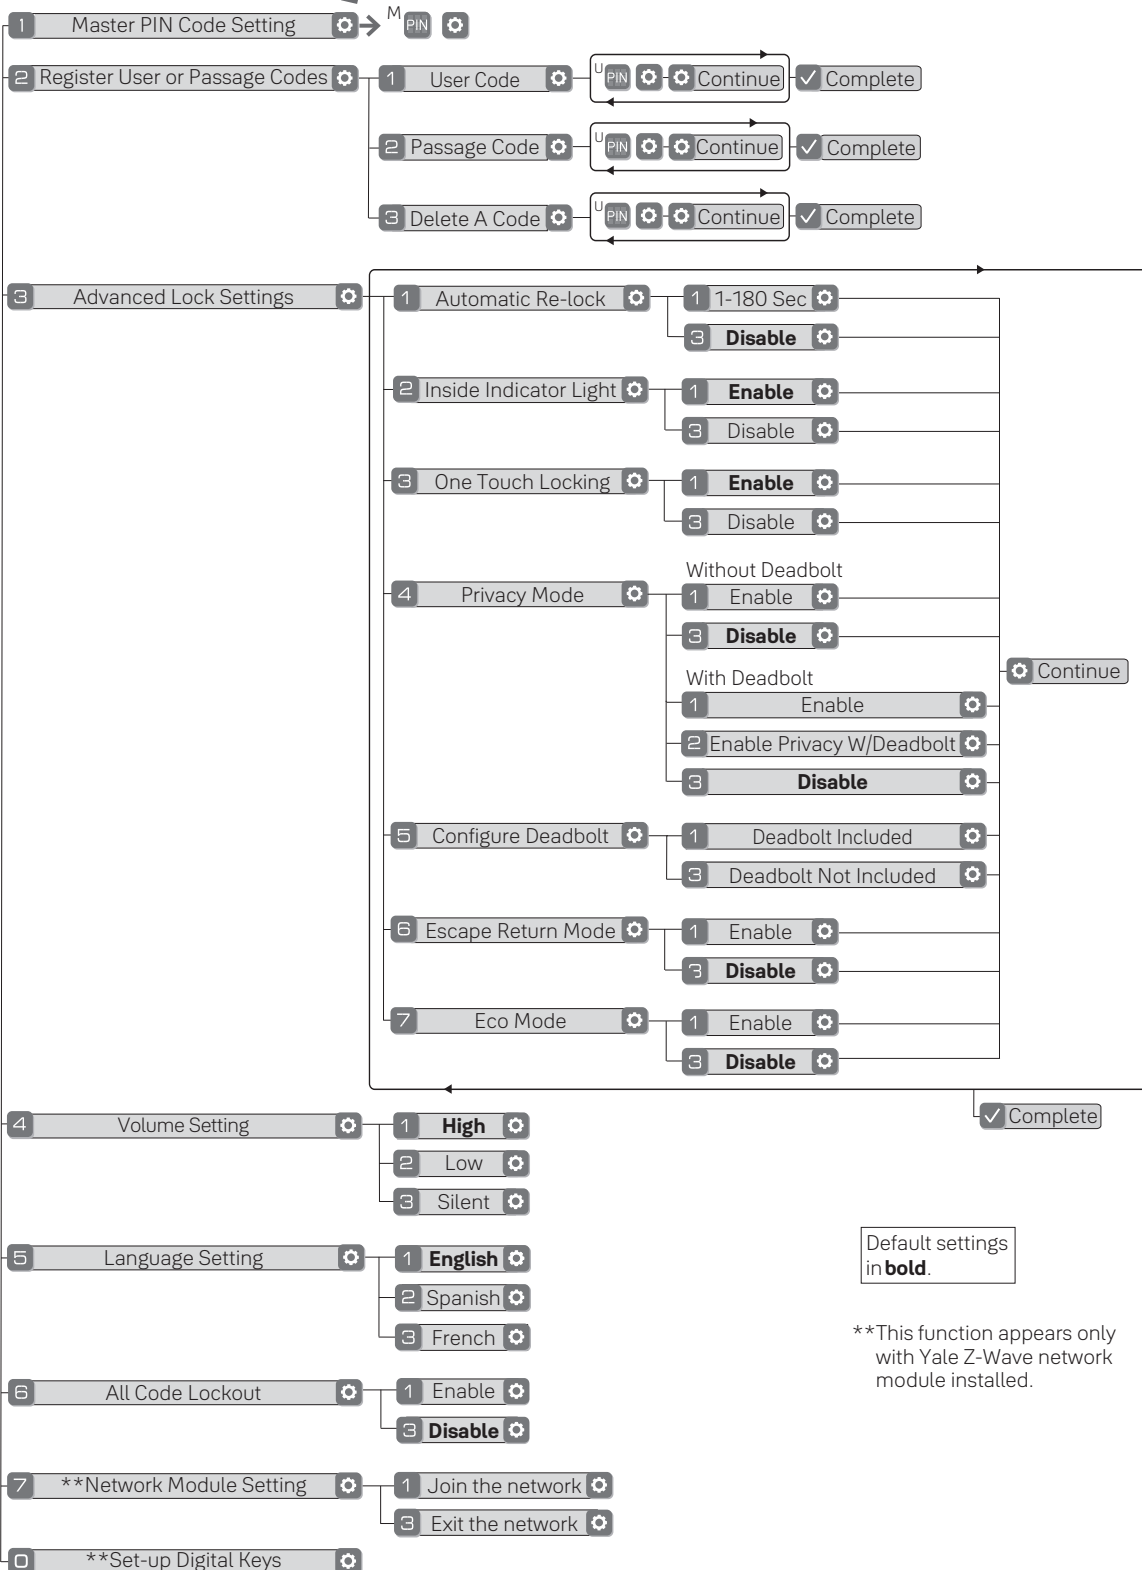 1 Master PIN Code Setting M PIN
2 Register User or Passage Codes 1 User Code U PIN Continue Complete
2 Passage Code U PIN Continue Complete
3 Delete A Code U PIN Continue Complete
3 Advanced Lock Settings 1 Automatic Re-lock 1 1-180 Sec
3 Disable
2 Inside Indicator Light 1 Enable
3 Disable
3 One Touch Locking 1 Enable
3 Disable
Without Deadbolt
4 Privacy Mode 1 Enable
3 Disable
With Deadbolt
Continue
1 Enable
2 Enable Privacy W/Deadbolt
3 Disable
5 Configure Deadbolt 1 Deadbolt Included
3 Deadbolt Not Included
6 Escape Return Mode 1 Enable
3 Disable
7 Eco Mode 1 Enable
3 Disable
Complete
4 Volume Setting 1 High
2 Low
3 Silent
5 Language Setting 1 English
2 Spanish
3 French
Default settings
in bold.
**This function appears only
with Yale Z-Wave network
module installed.
6 All Code Lockout 1 Enable
3 Disable
7 **Network Module Setting 1 Join the network
3 Exit the network
0 **Set-up Digital Keys